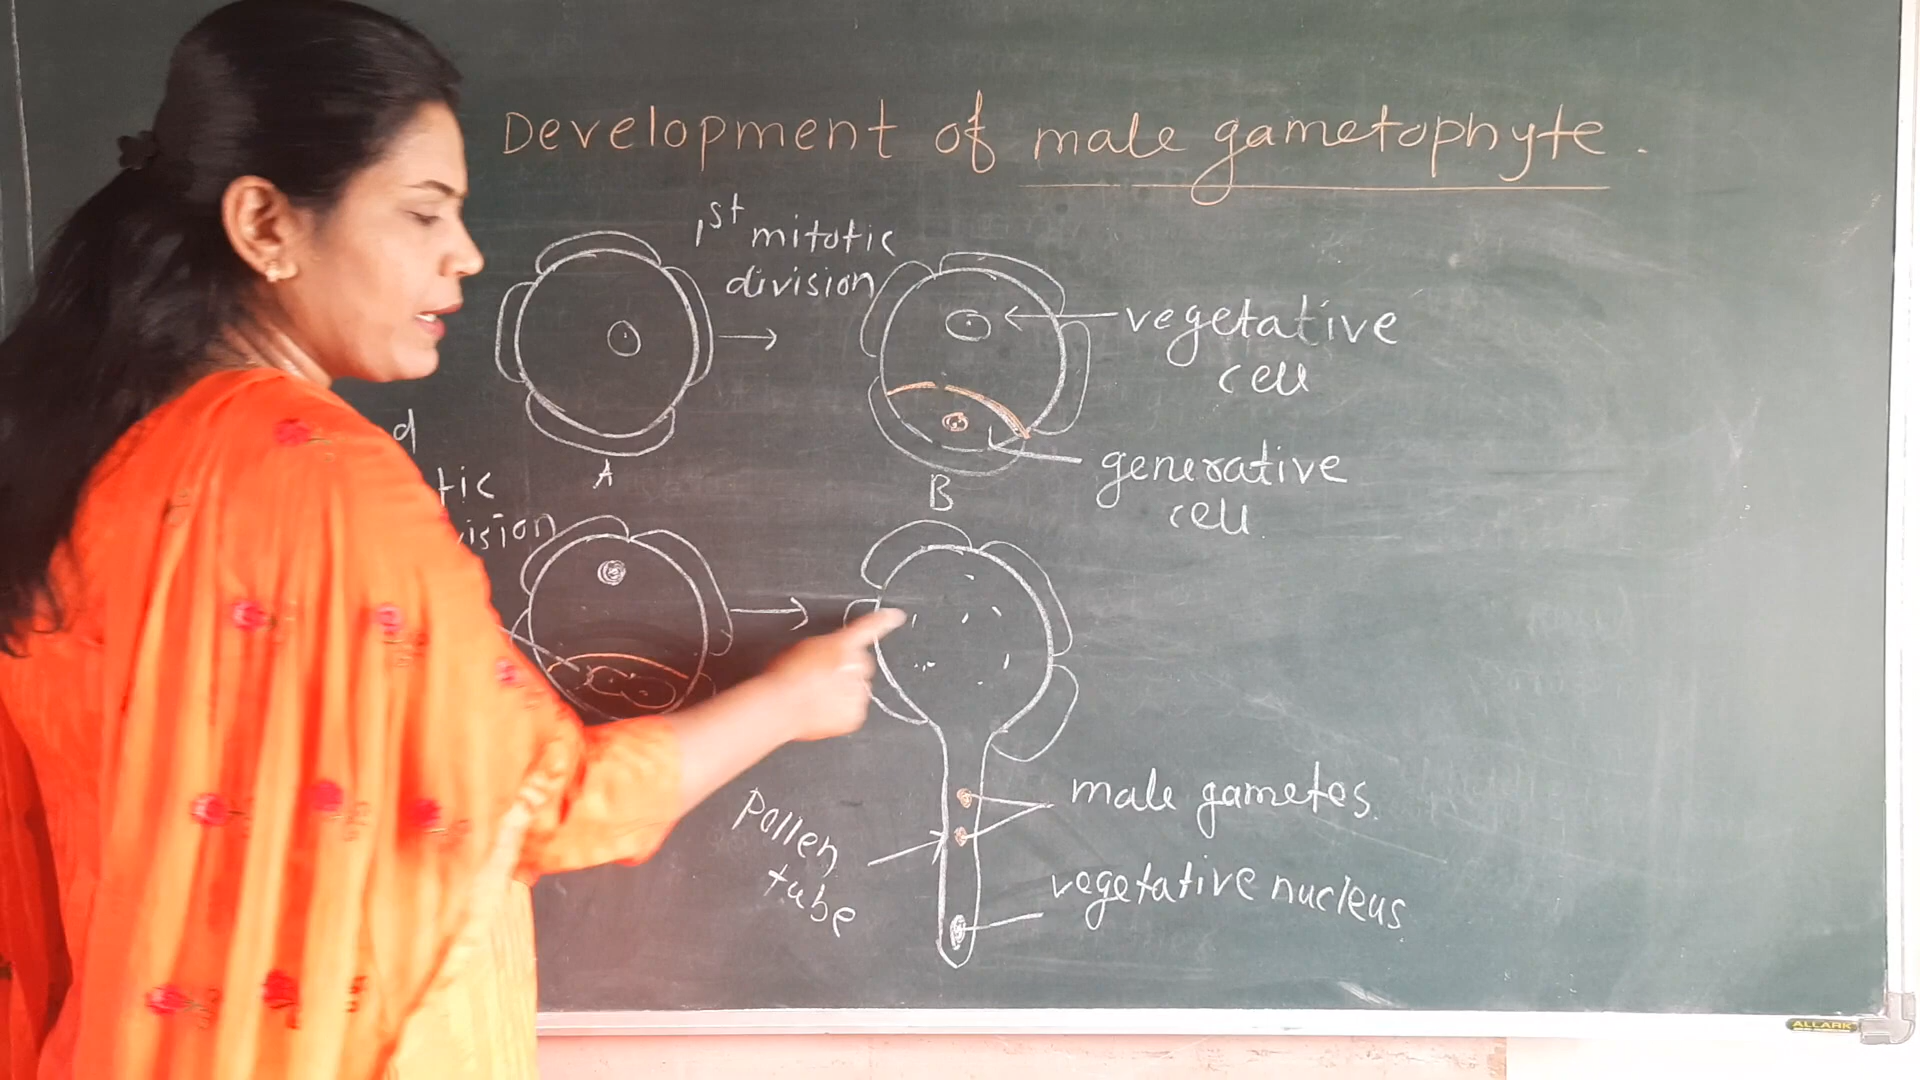 Development of male gametophyte.
1st mitotic
division
vegetative
cell
A
generative
cell
B
d
tic
vision
male gametes
Pollen
tube
vegetative nucleus
ALLARK